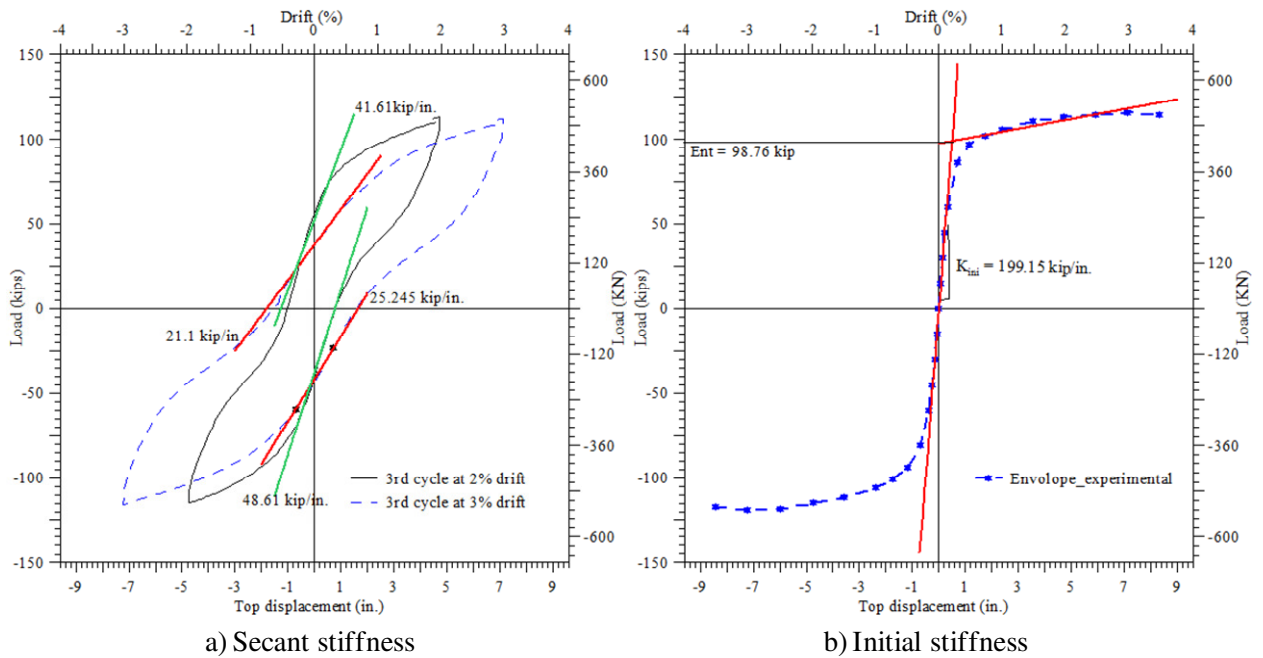 Drift (%)
-4 -3 -2 -1 0 1 2 3 4
150
100
50
0
-50
-100
-150
Load (kips)
600
360
120
-120
-360
-600
Load (KN)
41.61kip/in.
25.245 kip/in.
21.1 kip/in.
48.61 kip/in.
3rd cycle at 2% drift
3rd cycle at 3% drift
-9 -7 -5 -3 -1 1 3 5 7 9
Top displacement (in.)
a) Secant stiffness
Drift (%)
-4 -3 -2 -1 0 1 2 3 4
150
100
50
0
-50
-100
-150
Load (kips)
600
360
120
-120
-360
-600
Load (KN)
Ent = 98.76 kip
Kini = 199.15 kip/in.
Envolope_experimental
-9 -7 -5 -3 -1 1 3 5 7 9
Top displacement (in.)
b) Initial stiffness